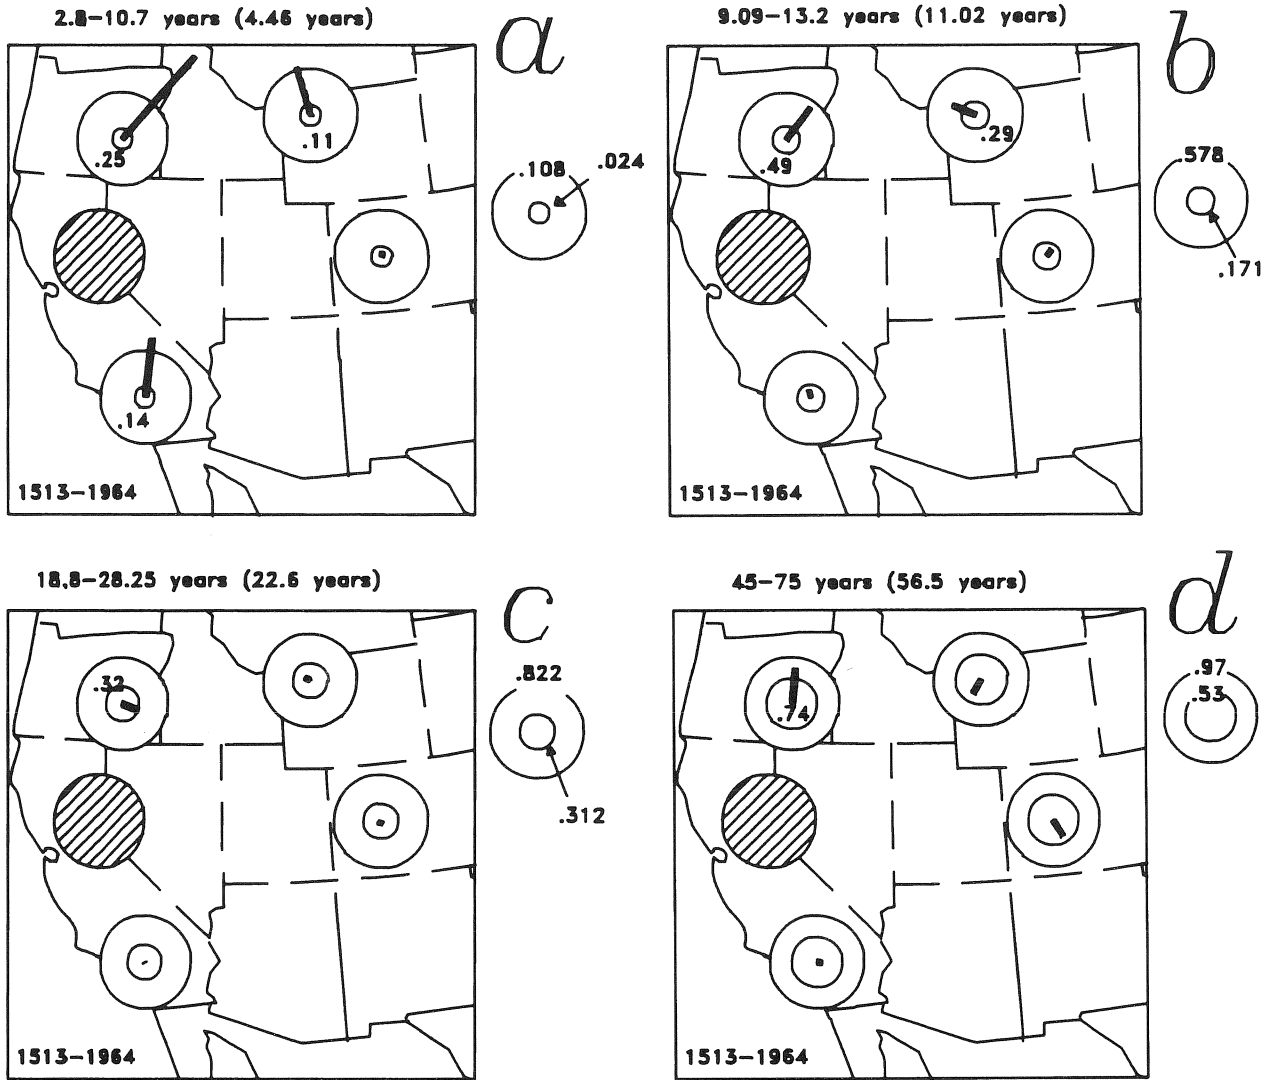 2.8–10.7 years (4.46 years)
a
.25
.11
.108
.024
.14
1513–1964
9.09–13.2 years (11.02 years)
b
.49
.29
.578
.171
1513–1964
18.8–28.25 years (22.6 years)
c
.32
.822
.312
1513–1964
45–75 years (56.5 years)
d
.74
.97
.53
1513–1964